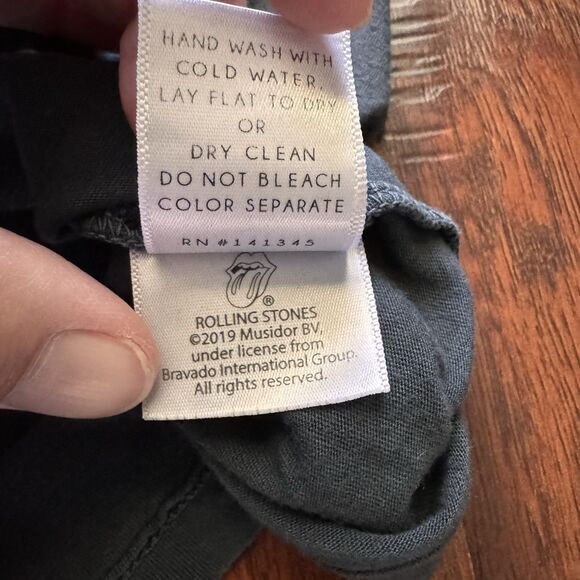 HAND WASH WITH
COLD WATER,
LAY FLAT TO DRY
OR
DRY CLEAN
DO NOT BLEACH
COLOR SEPARATE
RN #141345
®
ROLLING STONES
©2019 Musidor BV,
under license from
Bravado International Group.
All rights reserved.